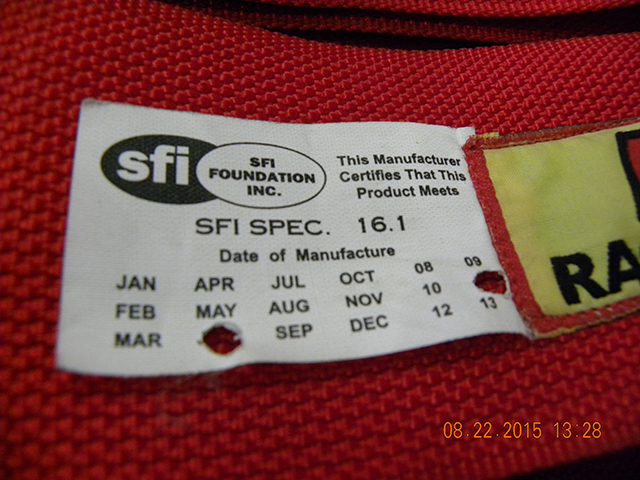 sfi
SFI
FOUNDATION
INC.
This Manufacturer
Certifies That This
Product Meets
SFI SPEC. 16.1
Date of Manufacture
JAN APR JUL OCT 08 09
FEB MAY AUG NOV 10
MAR SEP DEC 12 13
RA
08.22.2015 13:28